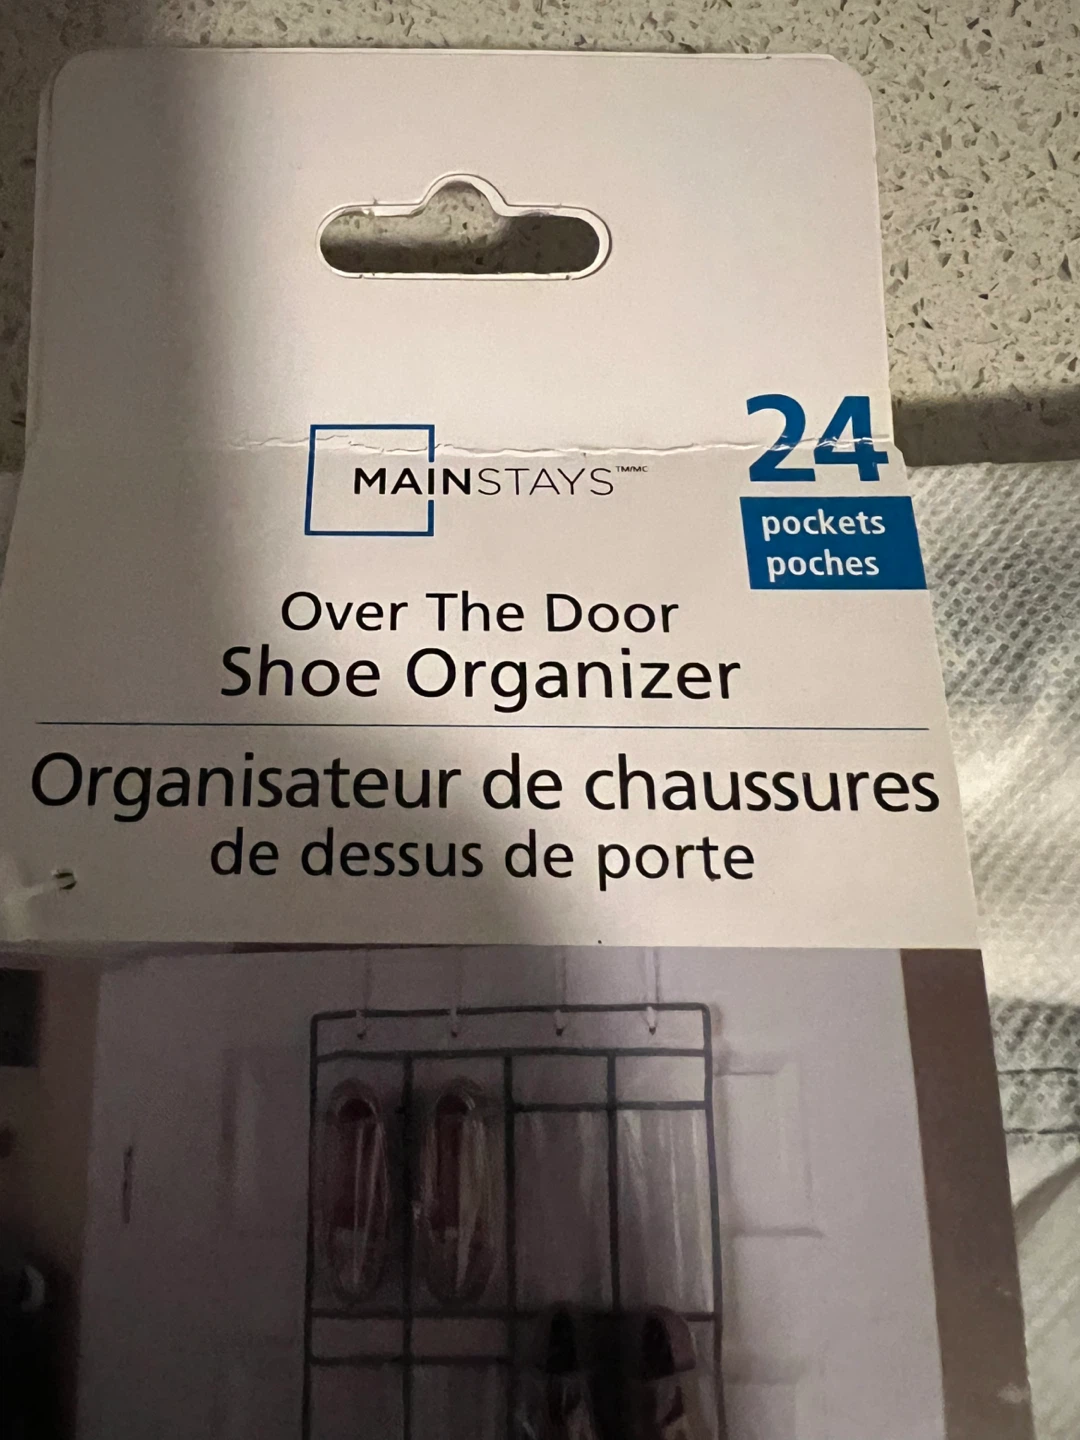 MAINSTAYS™/MC
24
pockets
poches
Over The Door
Shoe Organizer
Organisateur de chaussures
de dessus de porte